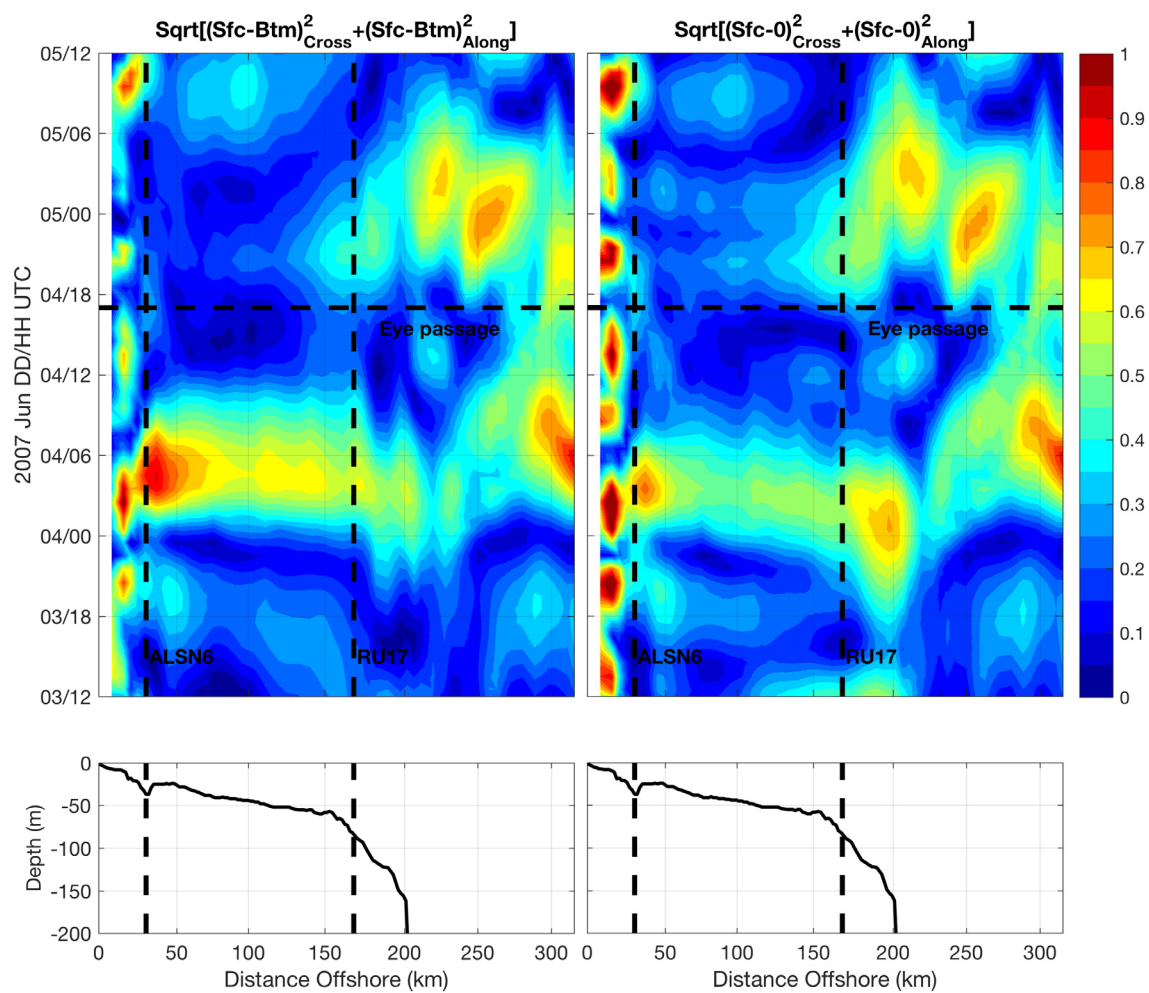 Sqrt[(Sfc-Btm)²Cross+(Sfc-Btm)²Along]
Sqrt[(Sfc-0)²Cross+(Sfc-0)²Along]
2007 Jun DD/HH UTC
05/12
05/06
05/00
04/18
04/12
04/06
04/00
03/18
03/12
Eye passage
ALSN6
RU17
Eye passage
ALSN6
RU17
1
0.9
0.8
0.7
0.6
0.5
0.4
0.3
0.2
0.1
0
Depth (m)
0
-50
-100
-150
-200
0 50 100 150 200 250 300
Distance Offshore (km)
0 50 100 150 200 250 300
Distance Offshore (km)